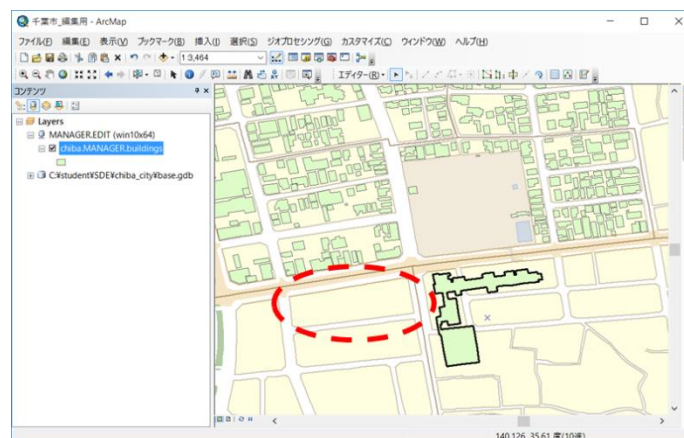 千葉市_編集用 - ArcMap
ファイル(F) 編集(E) 表示(V) ブックマーク(B) 挿入(I) 選択(S) ジオプロセシング(G) カスタマイズ(C) ウィンドウ(W) ヘルプ(H)
1:3,464
エディター(R)
コンテンツ
Layers
MANAGER.EDIT (win10x64)
chiba.MANAGER.buildings
C:¥student¥SDE¥chiba_city¥base.gdb
140.126 35.61 度(10進)